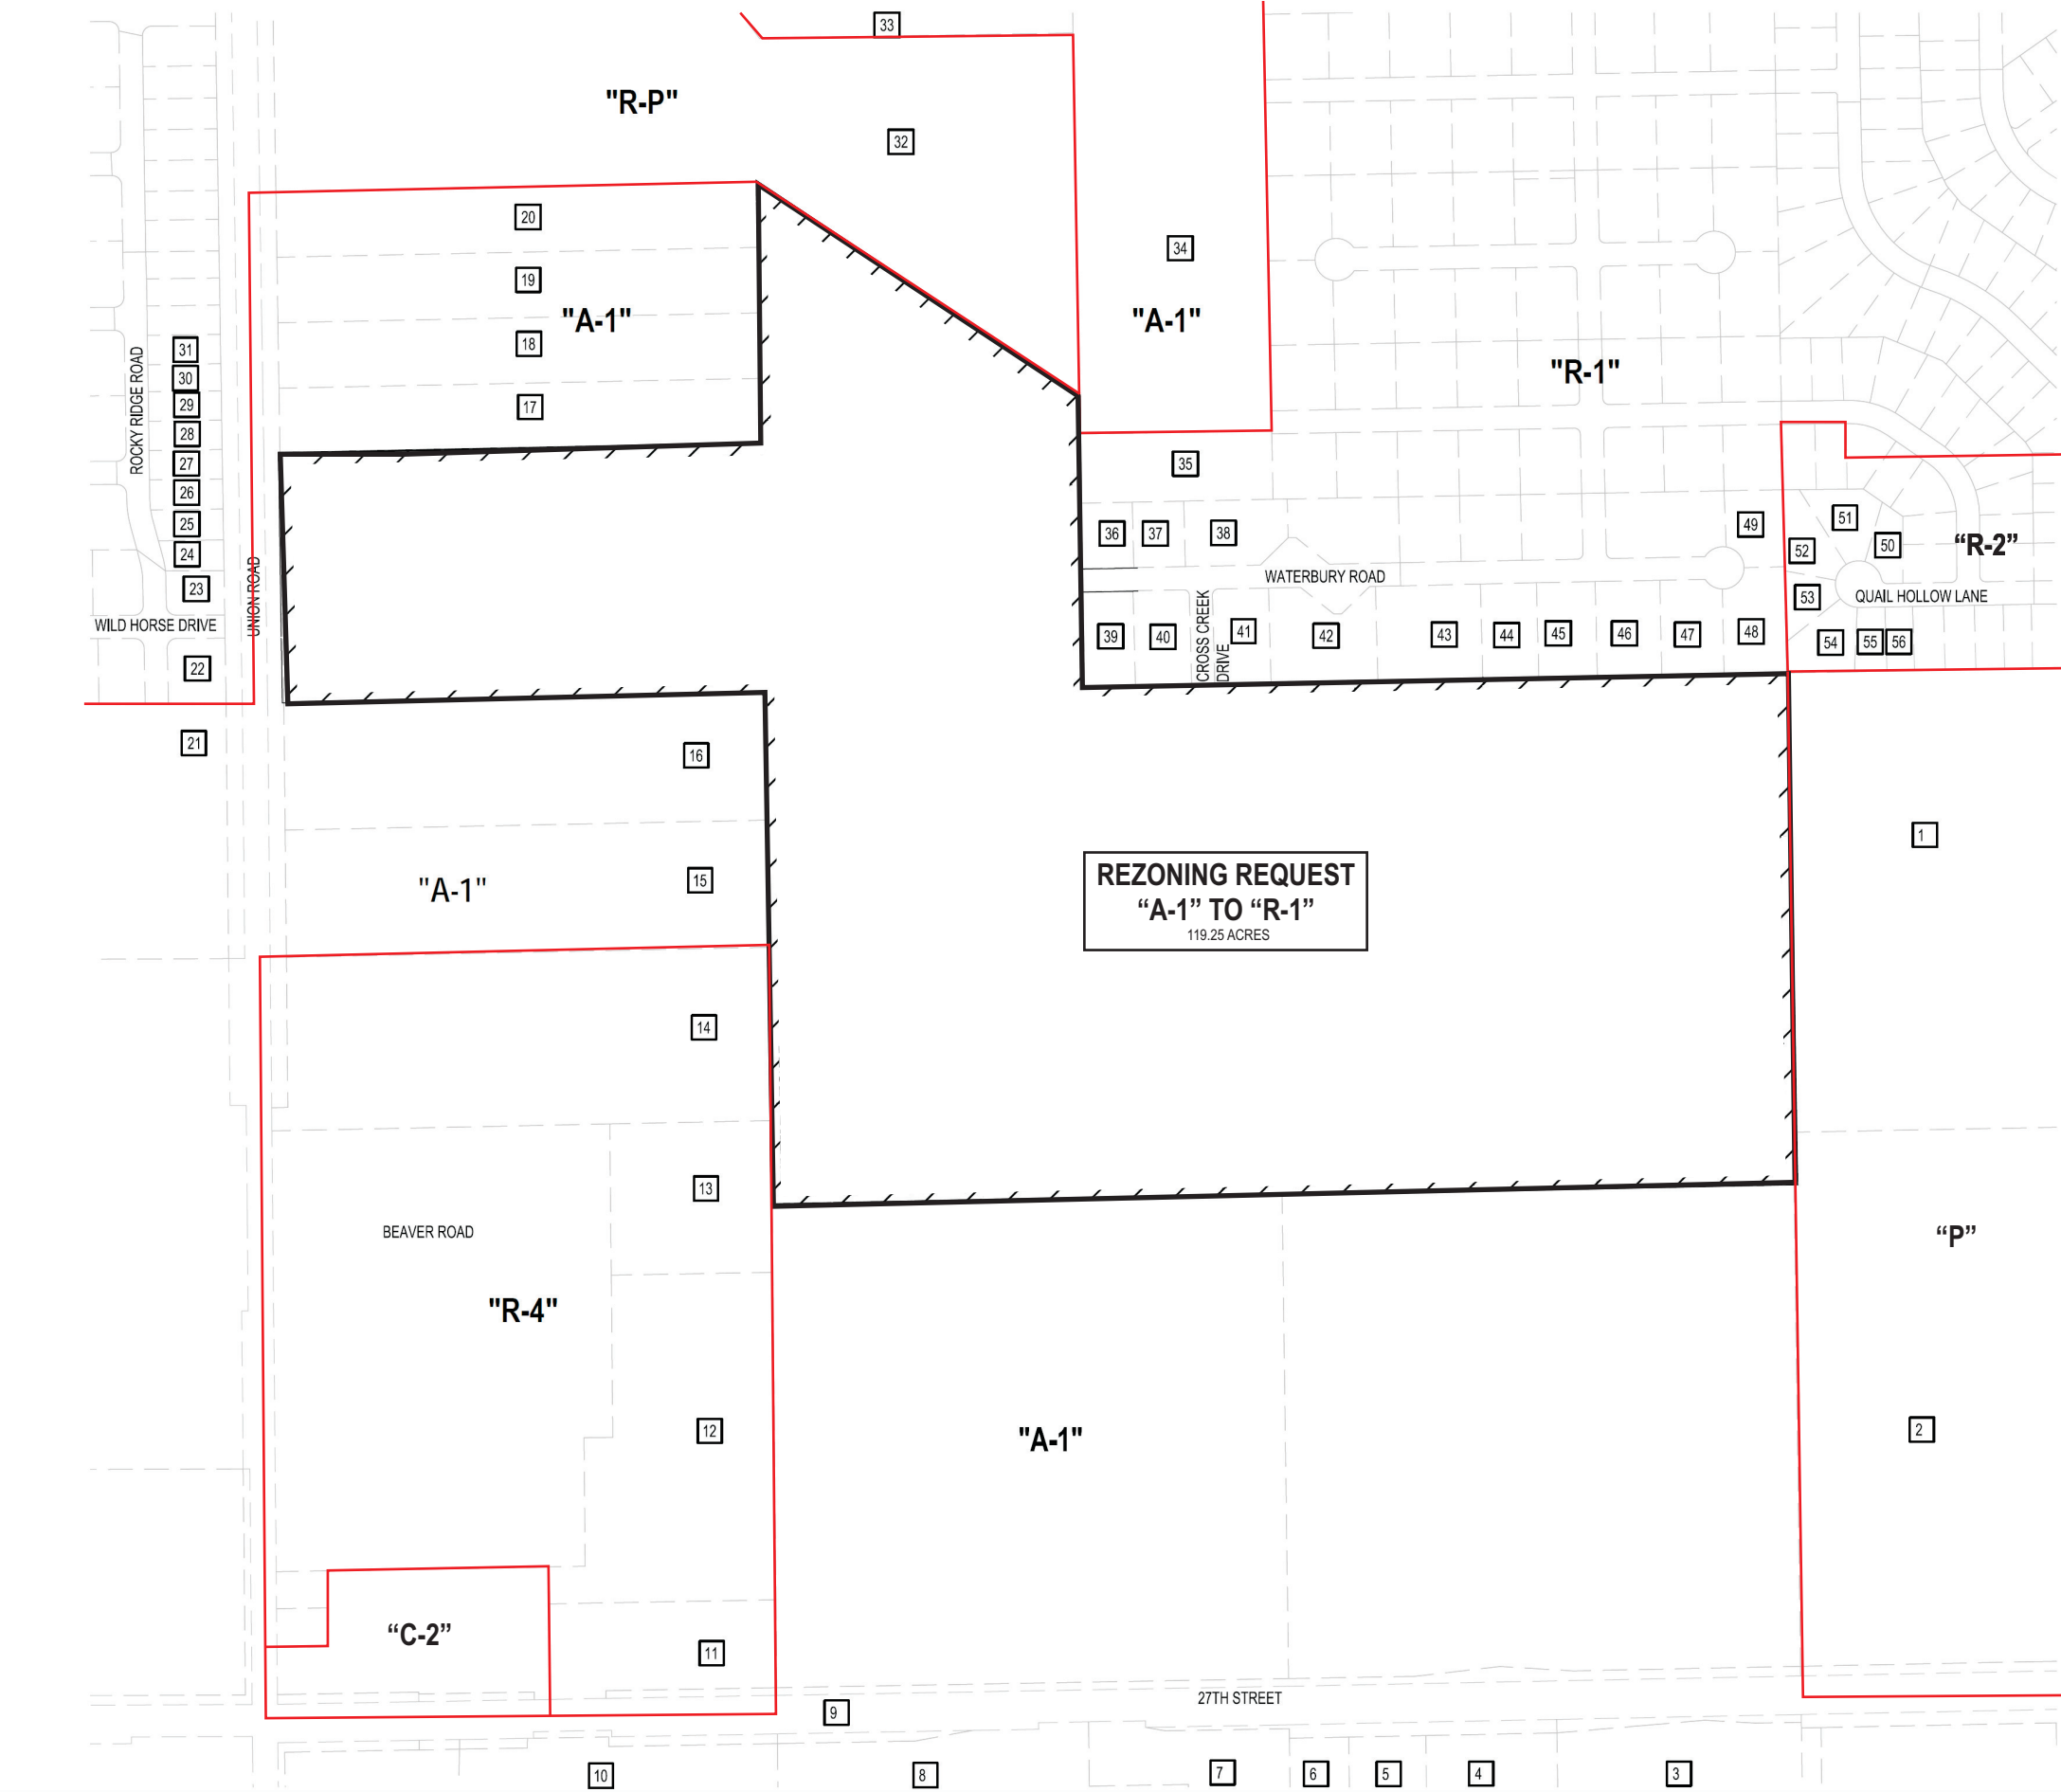 33
"R-P"
32
20
34
19
"A-1"
"A-1"
18
31
ROCKY RIDGE ROAD
30
"R-1"
29
17
28
27
35
26
25
51
49
36
37
38
50
"R-2"
24
52
UNION ROAD
WATERBURY ROAD
23
53
QUAIL HOLLOW LANE
WILD HORSE DRIVE
39
40
CROSS CREEK
DRIVE
41
42
43
44
45
46
47
48
54
55
56
22
21
16
1
REZONING REQUEST
“A-1” TO “R-1”
119.25 ACRES
15
"A-1"
14
13
BEAVER ROAD
“P”
"R-4"
12
"A-1"
2
“C-2”
11
27TH STREET
9
10
8
7
6
5
4
3